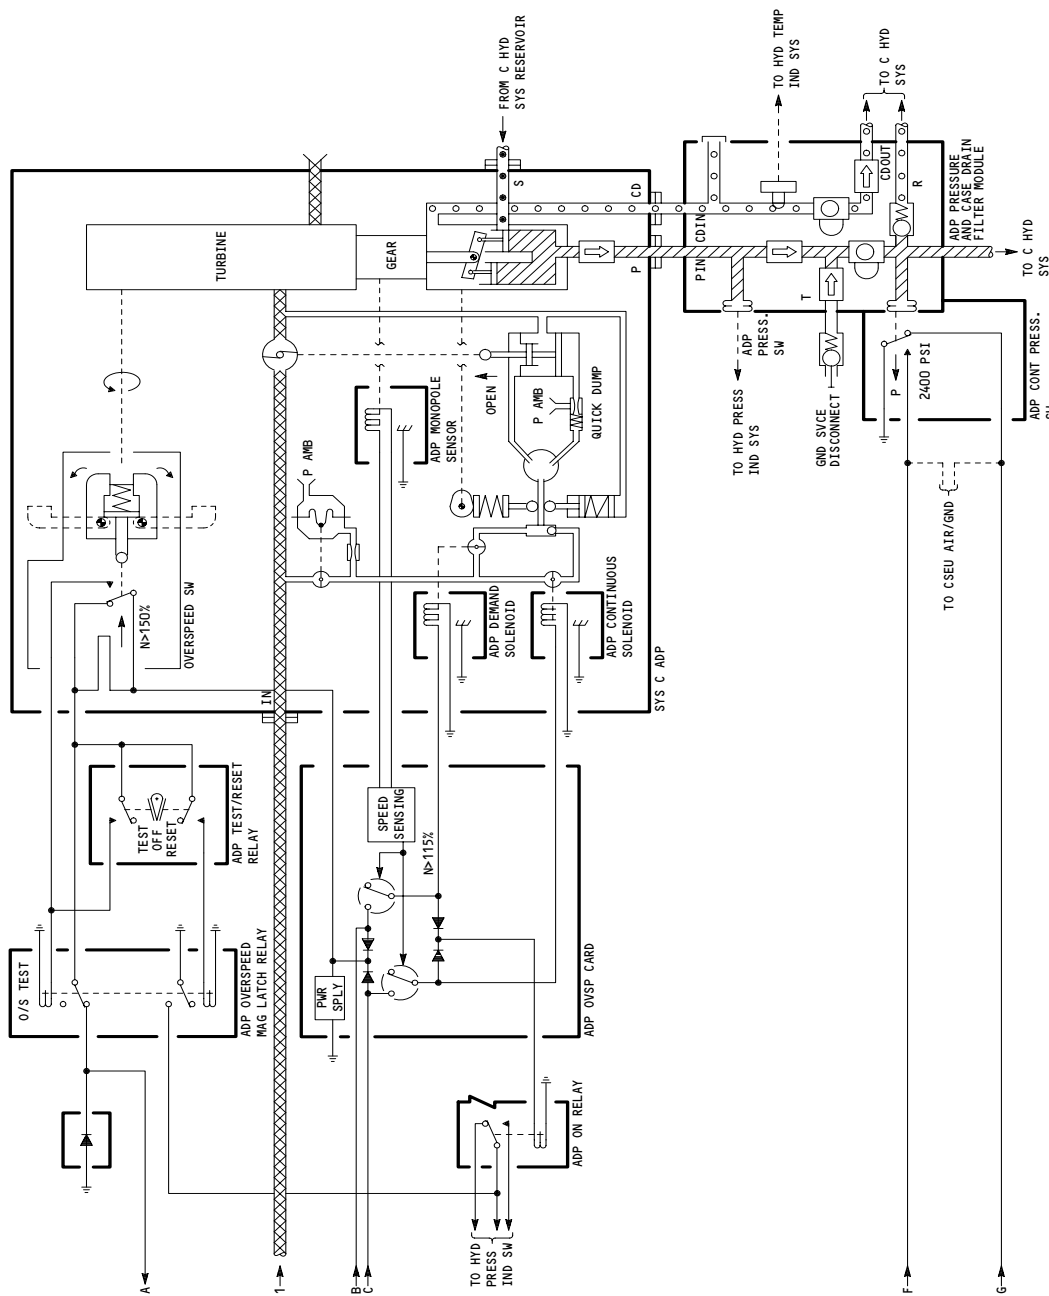 FROM C HYD
SYS RESERVOIR
TO HYD TEMP
IND SYS
TO C HYD
SYS
TURBINE
GEAR
S
CD
P
PIN
CDIN
CDOUT
R
ADP PRESSURE
AND CASE DRAIN
FILTER MODULE
TO C HYD
SYS
T
ADP
PRESS.
SW
TO HYD PRESS
IND SYS
GND SVCE
DISCONNECT
P
2400 PSI
ADP CONT PRESS.
TO CSEU AIR/GND
OPEN
P AMB
QUICK DUMP
ADP MONOPOLE
SENSOR
P AMB
OVERSPEED SW
N>150%
ADP DEMAND
SOLENOID
ADP CONTINUOUS
SOLENOID
SYS C ADP
IN
TEST
OFF
RESET
ADP TEST/RESET
RELAY
SPEED
SENSING
N>115%
O/S TEST
ADP OVERSPEED
MAG LATCH RELAY
PWR
SPLY
ADP OVSP CARD
ADP ON RELAY
TO HYD
PRESS
IND SW
A
1
B
C
F
G